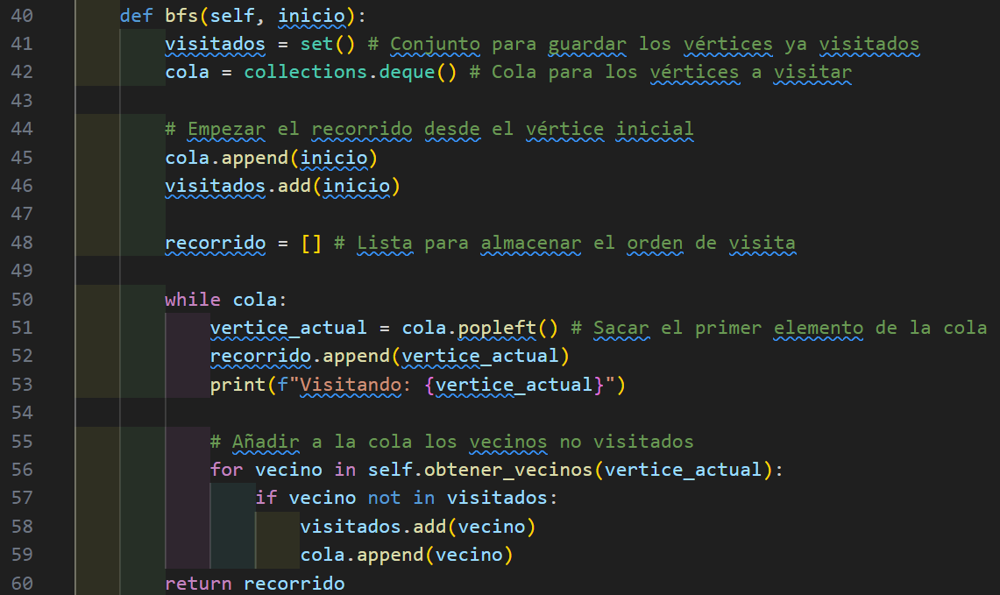 40 def bfs(self, inicio):
41 visitados = set() # Conjunto para guardar los vértices ya visitados
42 cola = collections.deque() # Cola para los vértices a visitar
43
44 # Empezar el recorrido desde el vértice inicial
45 cola.append(inicio)
46 visitados.add(inicio)
47
48 recorrido = [] # Lista para almacenar el orden de visita
49
50 while cola:
51 vertice_actual = cola.popleft() # Sacar el primer elemento de la cola
52 recorrido.append(vertice_actual)
53 print(f"Visitando: {vertice_actual}")
54
55 # Añadir a la cola los vecinos no visitados
56 for vecino in self.obtener_vecinos(vertice_actual):
57 if vecino not in visitados:
58 visitados.add(vecino)
59 cola.append(vecino)
60 return recorrido